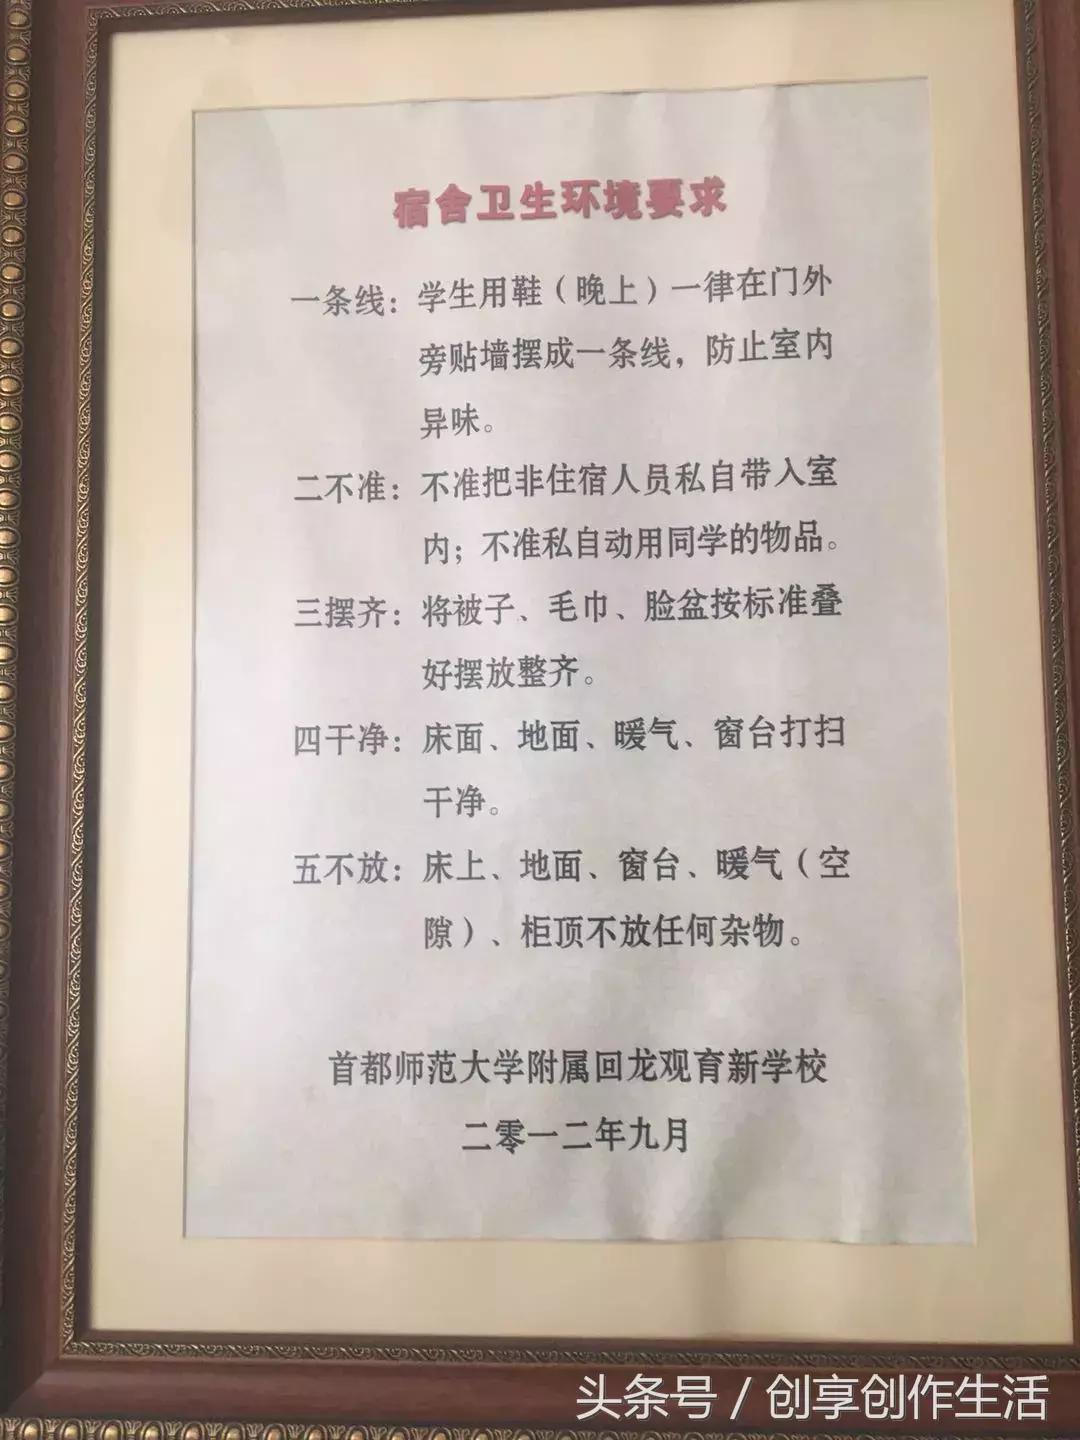 宿舍卫生环境要求
一条线：学生用鞋（晚上）一律在门外
旁贴墙摆成一条线，防止室内
异味。
二不准：不准把非住宿人员私自带入室
内；不准私自动用同学的物品。
三摆齐：将被子、毛巾、脸盆按标准叠
好摆放整齐。
四干净：床面、地面、暖气、窗台打扫
干净。
五不放：床上、地面、窗台、暖气（空
隙）、柜顶不放任何杂物。
首都师范大学附属回龙观育新学校
二零一二年九月
头条号 / 创享创作生活